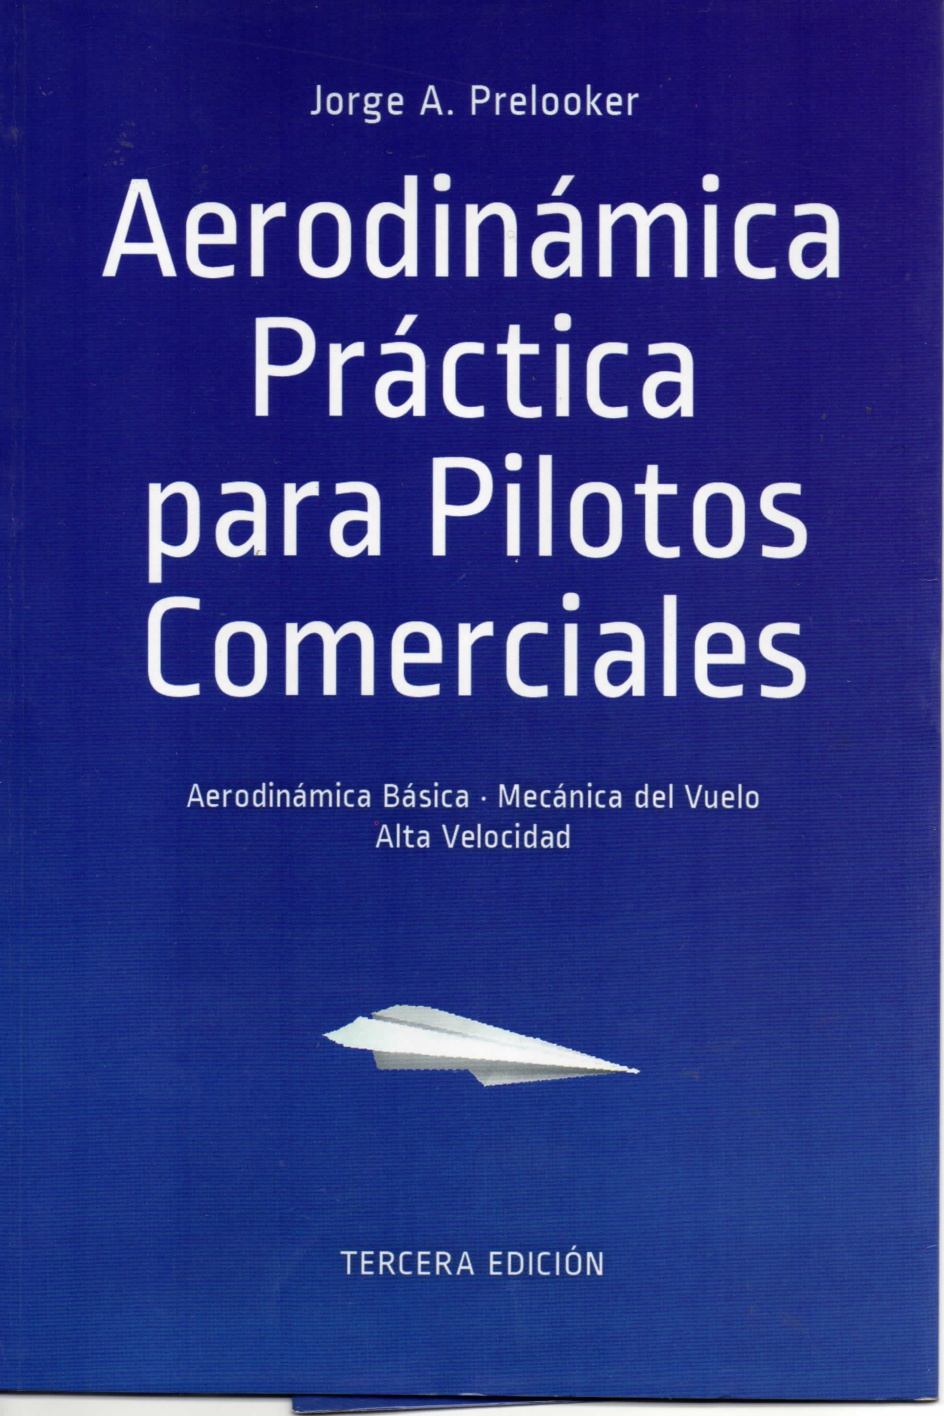 Jorge A. Prelooker
Aerodinámica
Práctica
para Pilotos
Comerciales
Aerodinámica Básica · Mecánica del Vuelo
Alta Velocidad
TERCERA EDICIÓN